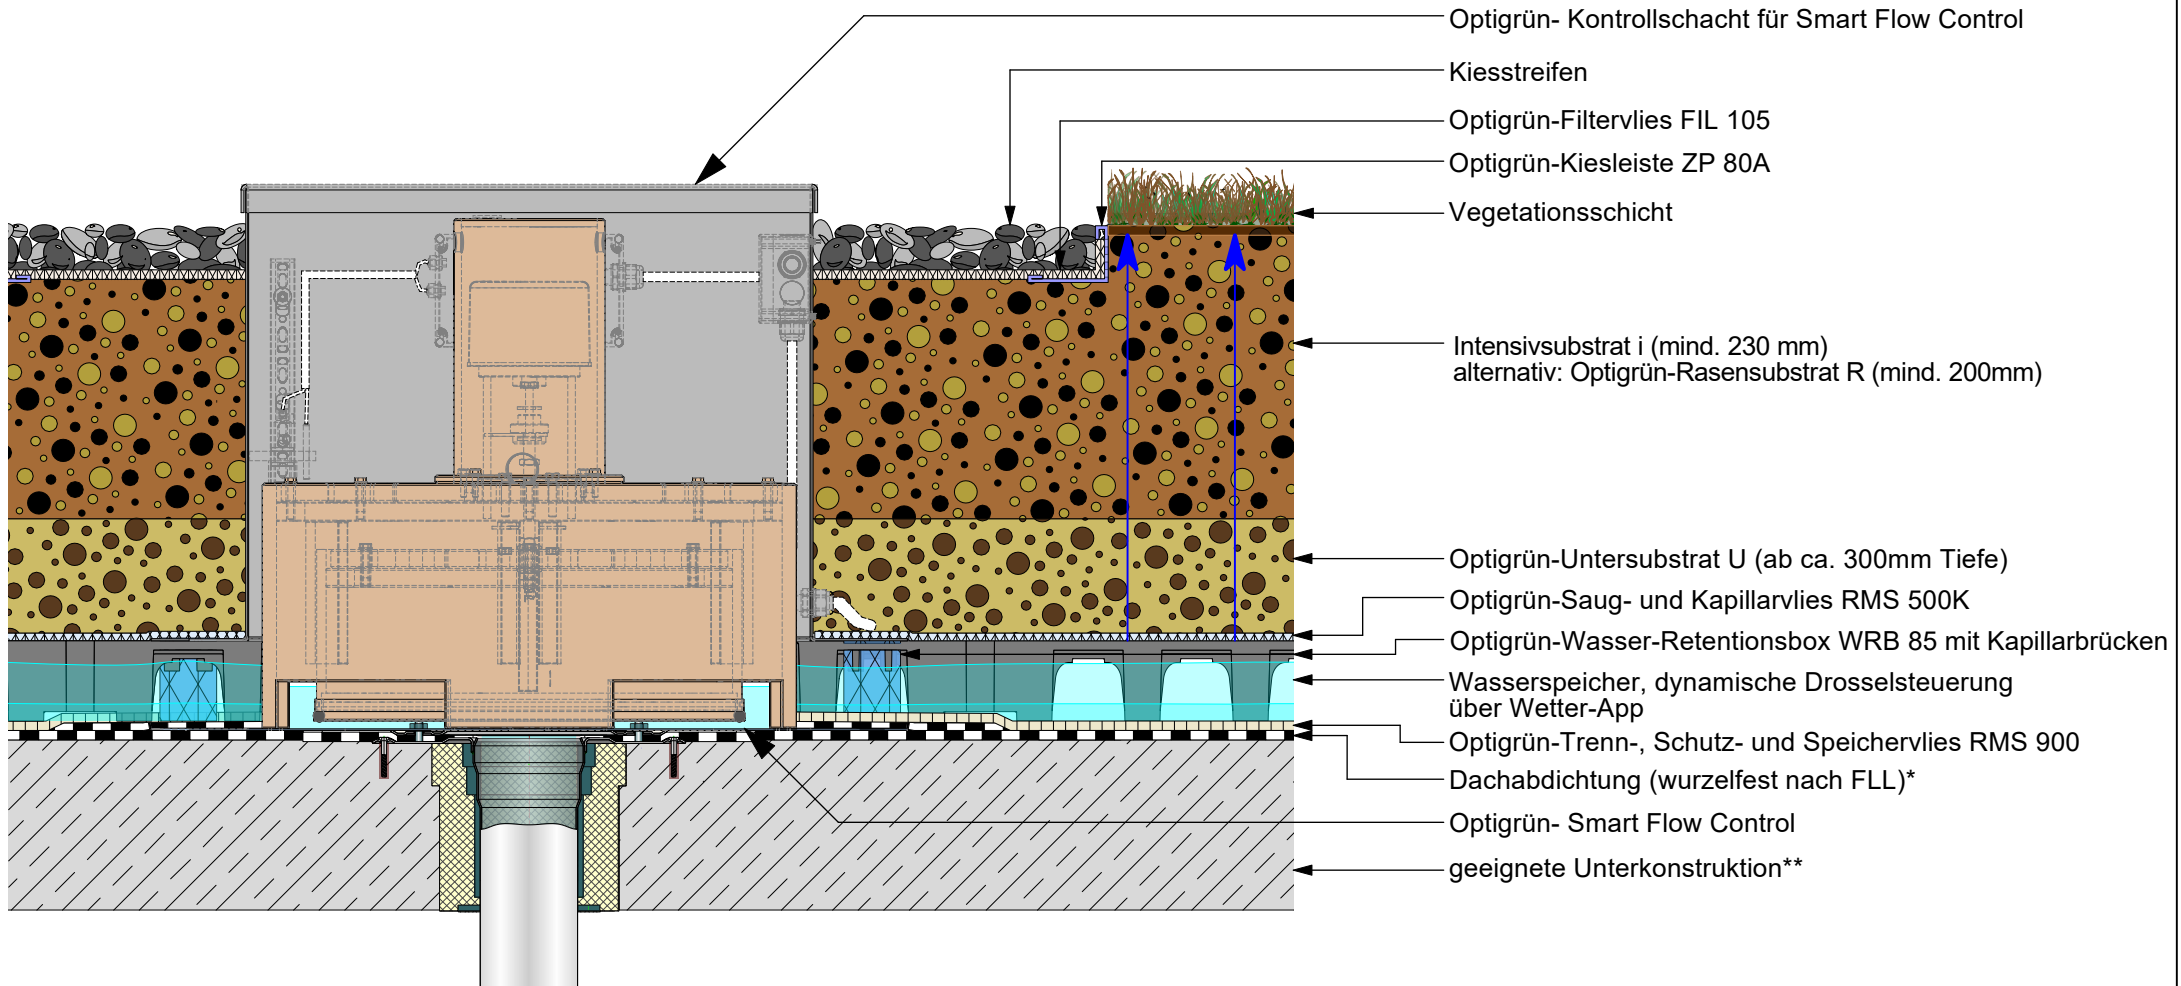 Optigrün- Kontrollschacht für Smart Flow Control
Kiesstreifen
Optigrün-Filtervlies FIL 105
Optigrün-Kiesleiste ZP 80A
Vegetationsschicht
Intensivsubstrat i (mind. 230 mm)
alternativ: Optigrün-Rasensubstrat R (mind. 200mm)
Optigrün-Untersubstrat U (ab ca. 300mm Tiefe)
Optigrün-Saug- und Kapillarvlies RMS 500K
Optigrün-Wasser-Retentionsbox WRB 85 mit Kapillarbrücken
Wasserspeicher, dynamische Drosselsteuerung
über Wetter-App
Optigrün-Trenn-, Schutz- und Speichervlies RMS 900
Dachabdichtung (wurzelfest nach FLL)*
Optigrün- Smart Flow Control
geeignete Unterkonstruktion**